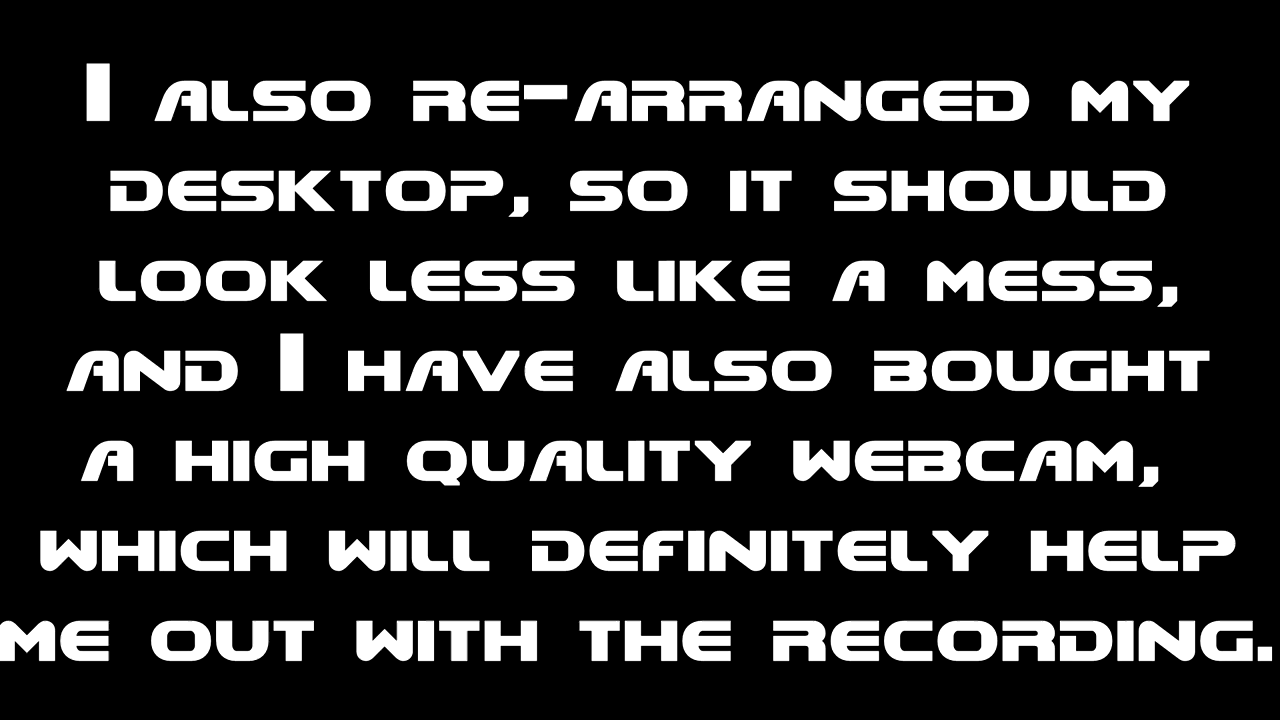 I also re-arranged my
desktop, so it should
look less like a mess,
and I have also bought
a high quality webcam,
which will definitely help
me out with the recording.